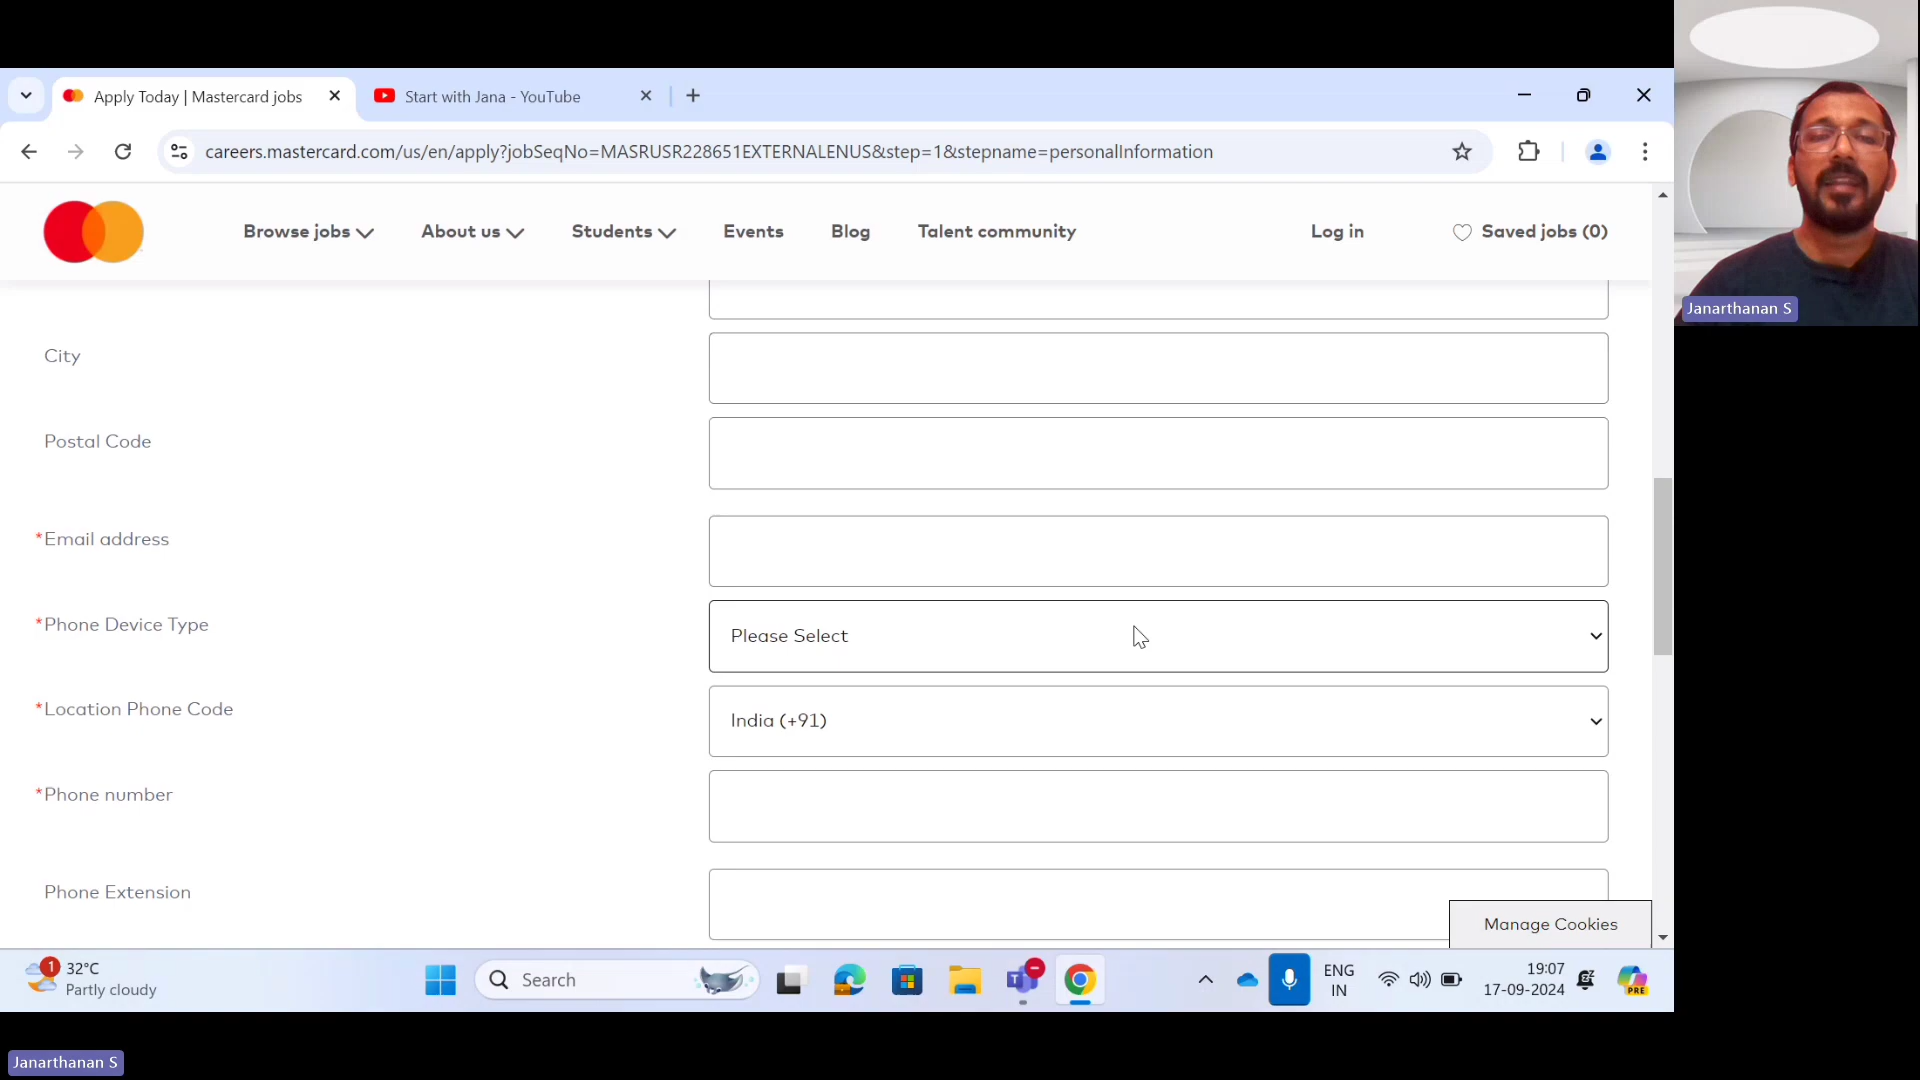 Apply Today | Mastercard jobs
Start with Jana - YouTube
careers.mastercard.com/us/en/apply?jobSeqNo=MASRUSR228651EXTERNALENUS&step=1&stepname=personalInformation
Browse jobs
About us
Students
Events
Blog
Talent community
Log in
Saved jobs (0)
Janarthanan S
City
Postal Code
*Email address
*Phone Device Type
Please Select
*Location Phone Code
India (+91)
*Phone number
Phone Extension
Manage Cookies
1
32°C
Partly cloudy
Search
T
PRE
ENG
IN
19:07
17-09-2024
Janarthanan S